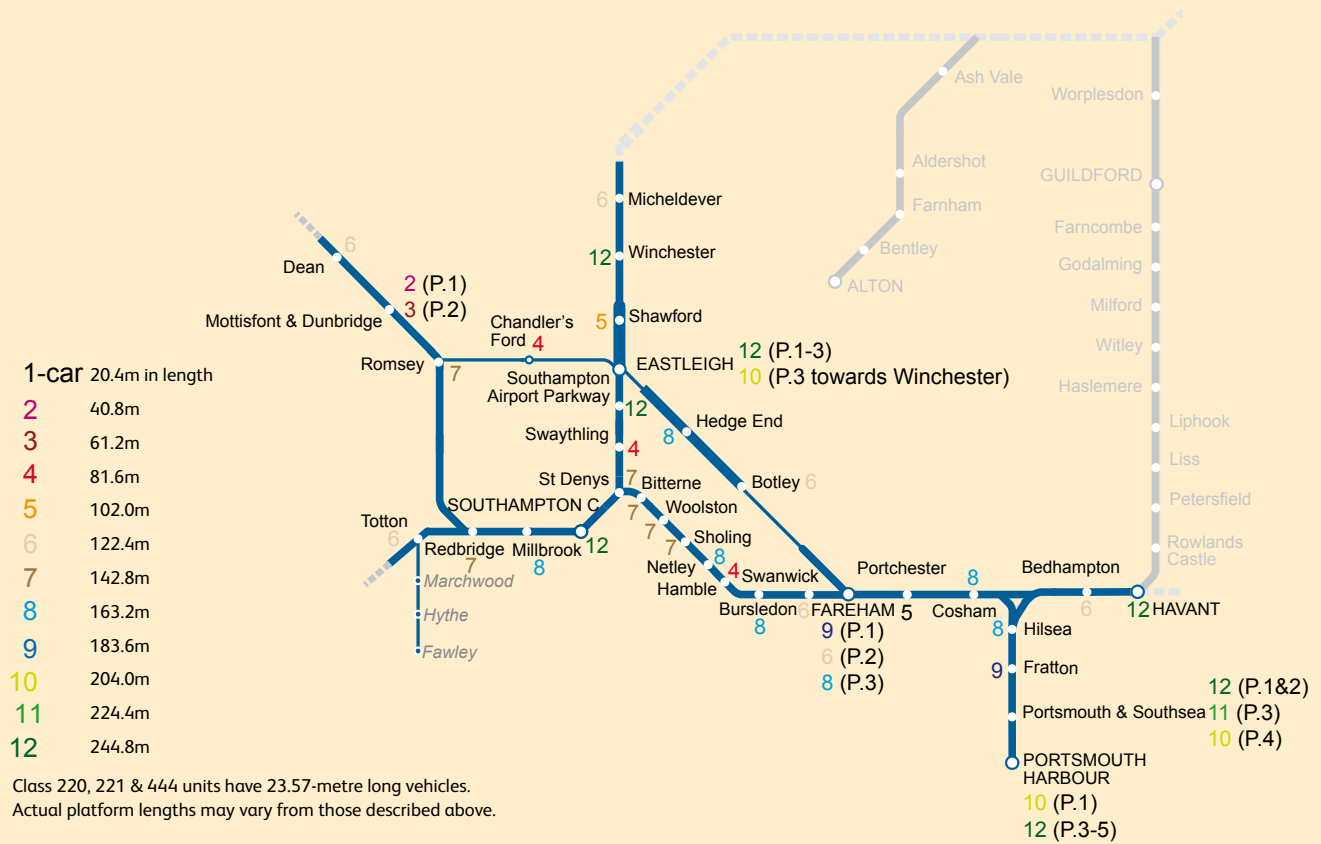 Ash Vale
Worplesdon
Aldershot
GUILDFORD
Farnham
Farncombe
Bentley
Godalming
ALTON
Milford
Witley
Haslemere
Liphook
Liss
Petersfield
Rowlands
Castle
6 Micheldever
12 Winchester
5 Shawford
6
Dean
2 (P.1)
3 (P.2)
Mottisfont & Dunbridge
Chandler's
Ford 4
Romsey 7
EASTLEIGH 12 (P.1-3)
10 (P.3 towards Winchester)
Southampton
Airport Parkway 12
Hedge End
8
Swaythling 4
Botley 6
St Denys 7
Bitterne
7
Woolston
7
Sholing
7
Netley 8
Hamble 4
SOUTHAMPTON C
12
Totton
6
Redbridge
7
Millbrook
8
Marchwood
Hythe
Fawley
Swanwick
6
Bursledon
8
FAREHAM
9 (P.1)
6 (P.2)
8 (P.3)
Portchester
5
8
Cosham
Bedhampton
6
12 HAVANT
8 Hilsea
9 Fratton
Portsmouth & Southsea
12 (P.1&2)
11 (P.3)
10 (P.4)
PORTSMOUTH
HARBOUR
10 (P.1)
12 (P.3-5)
1-car 20.4m in length
2 40.8m
3 61.2m
4 81.6m
5 102.0m
6 122.4m
7 142.8m
8 163.2m
9 183.6m
10 204.0m
11 224.4m
12 244.8m
Class 220, 221 & 444 units have 23.57-metre long vehicles.
Actual platform lengths may vary from those described above.